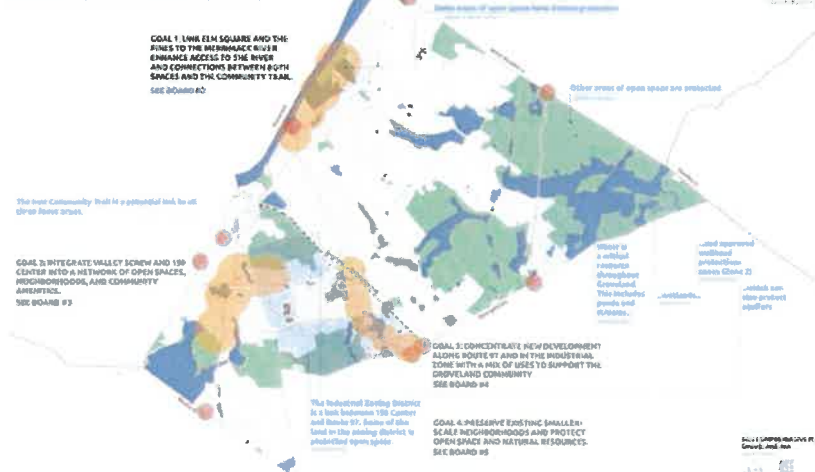 GOAL 1: LINK ELM SQUARE AND THE
PINES TO THE MERRIMACK RIVER
ENHANCE ACCESS TO THE RIVER
AND CONNECTIONS BETWEEN BOTH
SPACES AND THE COMMUNITY TRAIL.
SEE BOARD #2
Other areas of open space are protected
Community Trail is a potential link to all
GOAL 2: INTEGRATE VALLEY SCREW AND 150
CENTER INTO A NETWORK OF OPEN SPACES,
NEIGHBORHOODS, AND COMMUNITY
AMENITIES.
SEE BOARD #3
Water is
a critical
resource
throughout
Groveland.
This includes
ponds and
streams.
...wetlands...
...and approved
wellhead
protection
zones (Zone 2)
...which can
also protect
aquifers
GOAL 3: CONCENTRATE NEW DEVELOPMENT
ALONG ROUTE 97 AND IN THE INDUSTRIAL
ZONE WITH A MIX OF USES TO SUPPORT THE
GROVELAND COMMUNITY
SEE BOARD #4
The Industrial Zoning District
is a link between 150 Center
and Route 97. Some of the
land in the zoning district is
protected open space.
GOAL 4: PRESERVE EXISTING SMALLER-
SCALE NEIGHBORHOODS AND PROTECT
OPEN SPACE AND NATURAL RESOURCES.
SEE BOARD #5